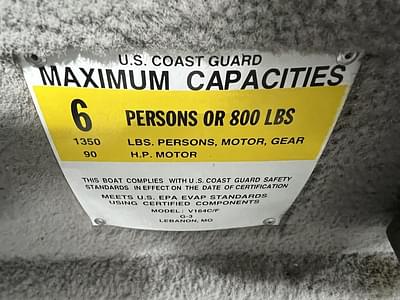 U.S. COAST GUARD
MAXIMUM CAPACITIES
6 PERSONS OR 800 LBS
1350 LBS. PERSONS, MOTOR, GEAR
90 H.P. MOTOR
THIS BOAT COMPLIES WITH U.S. COAST GUARD SAFETY
STANDARDS IN EFFECT ON THE DATE OF CERTIFICATION
MEETS U.S. EPA EVAP STANDARDS
USING CERTIFIED COMPONENTS
MODEL: V164C/F
G-3
LEBANON, MO